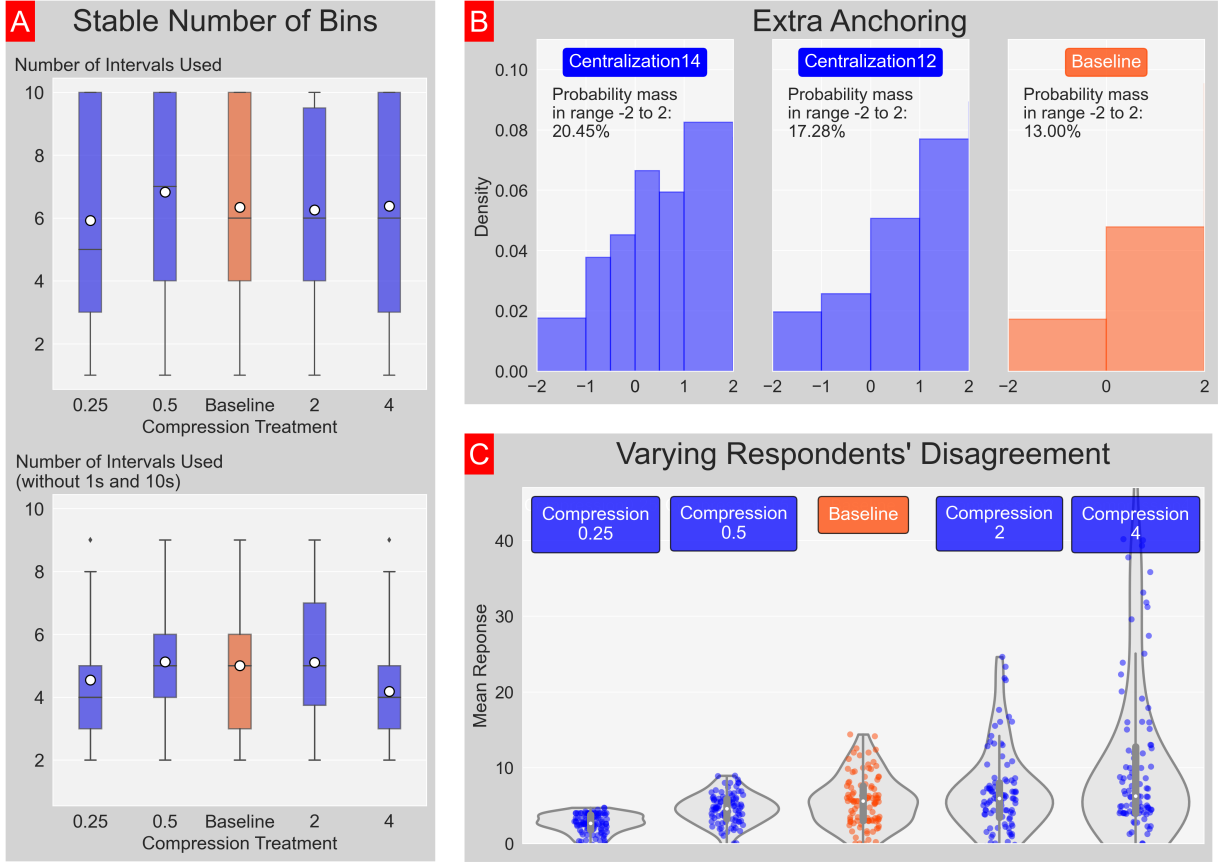 A
Stable Number of Bins
Number of Intervals Used
10
8
6
4
2
0.25
0.5
Baseline
2
4
Compression Treatment
Number of Intervals Used
(without 1s and 10s)
10
8
6
4
2
0.25
0.5
Baseline
2
4
Compression Treatment
B
Extra Anchoring
Density
0.10
0.08
0.06
0.04
0.02
0.00
Centralization14
Probability mass
in range -2 to 2:
20.45%
−2
−1
0
1
2
Centralization12
Probability mass
in range -2 to 2:
17.28%
−2
−1
0
1
2
Baseline
Probability mass
in range -2 to 2:
13.00%
−2
0
2
C
Varying Respondents' Disagreement
Mean Reponse
40
30
20
10
0
Compression
0.25
Compression
0.5
Baseline
Compression
2
Compression
4